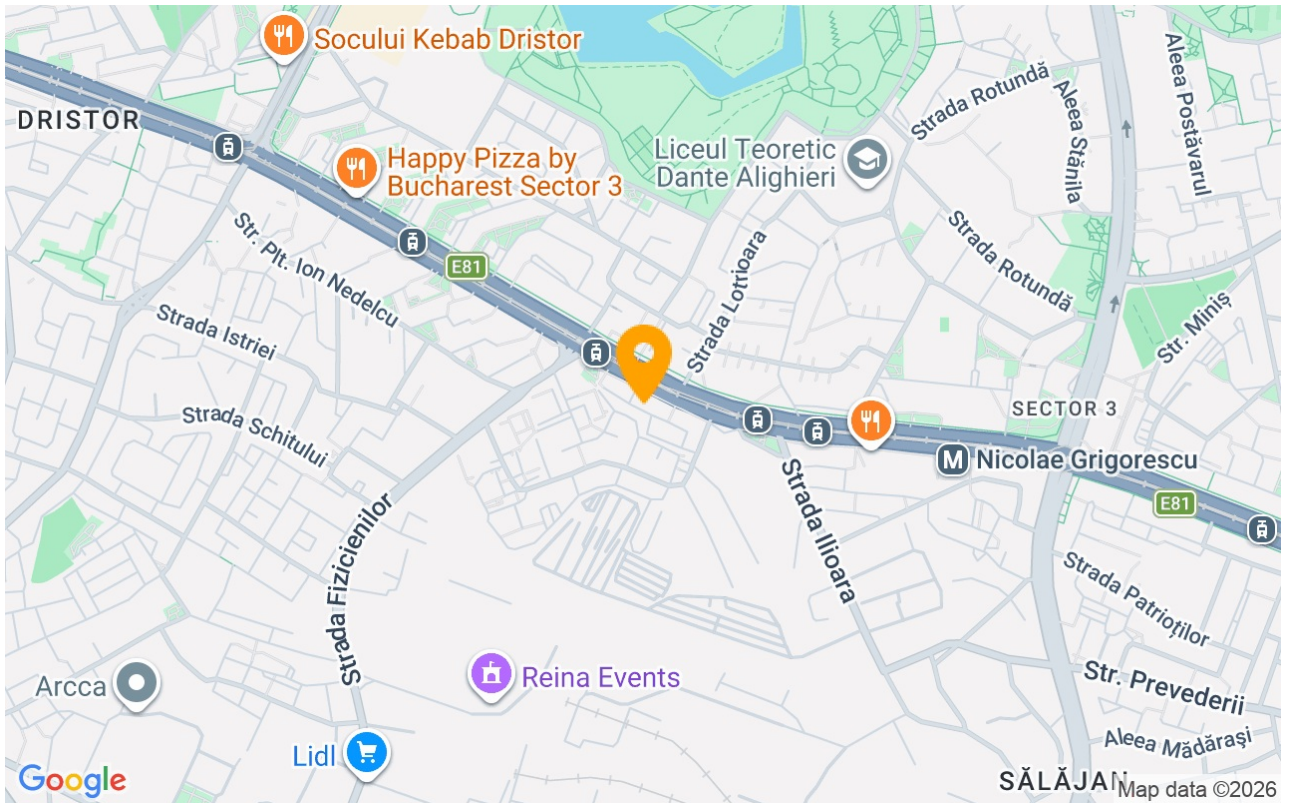 Socului Kebab Dristor
DRISTOR
Happy Pizza by
Bucharest Sector 3
E81
Str. Plt. Ion Nedelcu
Strada Istriei
Strada Schitului
Strada Fizicienilor
Liceul Teoretic
Dante Alighieri
Strada Rotundă
Aleea Stănila
Aleea Postăvarul
Strada Rotundă
Strada Lotrioara
Str. Miniș
SECTOR 3
M
Nicolae Grigorescu
E81
Strada Ilioara
Strada Patrioților
Str. Prevederii
Aleea Mădărași
Arcca
Reina Events
Lidl
SĂLĂJAN
Google
Map data ©2026